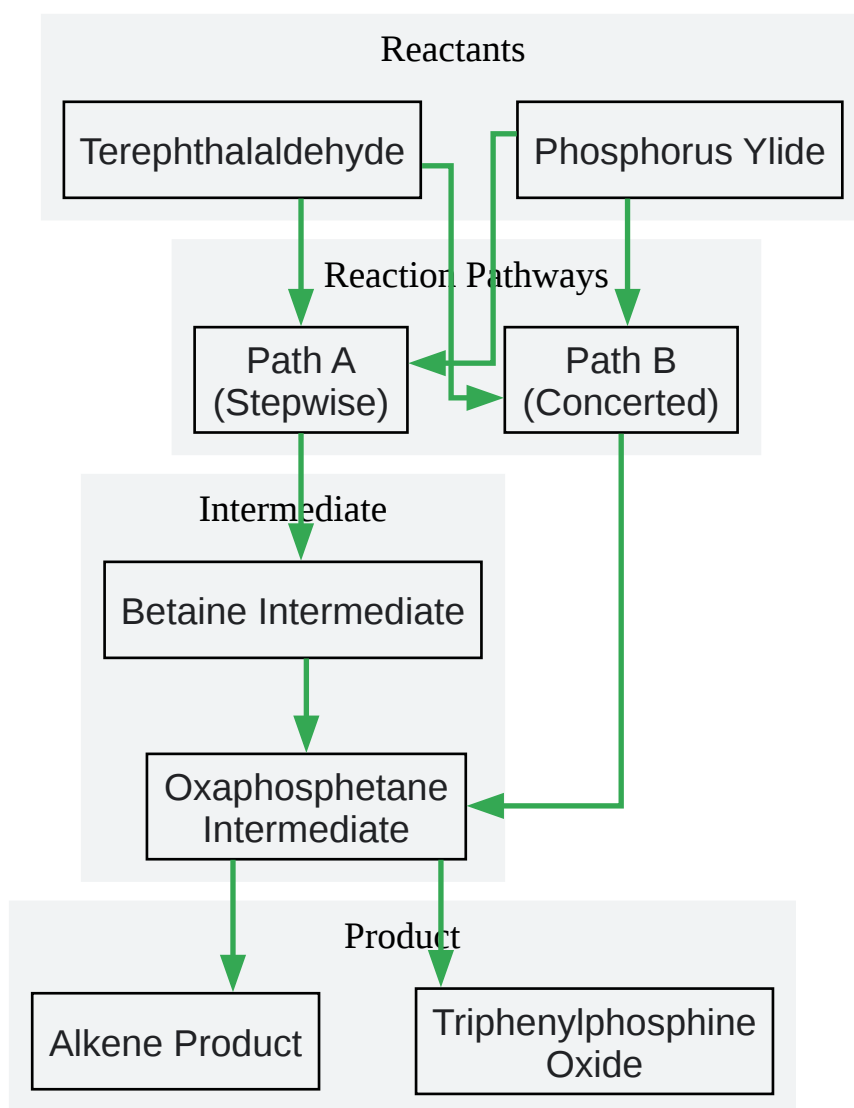 Reactants
Terephthalaldehyde
Phosphorus Ylide
Reaction Pathways
Path A
(Stepwise)
Path B
(Concerted)
Intermediate
Betaine Intermediate
Oxaphosphetane
Intermediate
Product
Alkene Product
Triphenylphosphine
Oxide